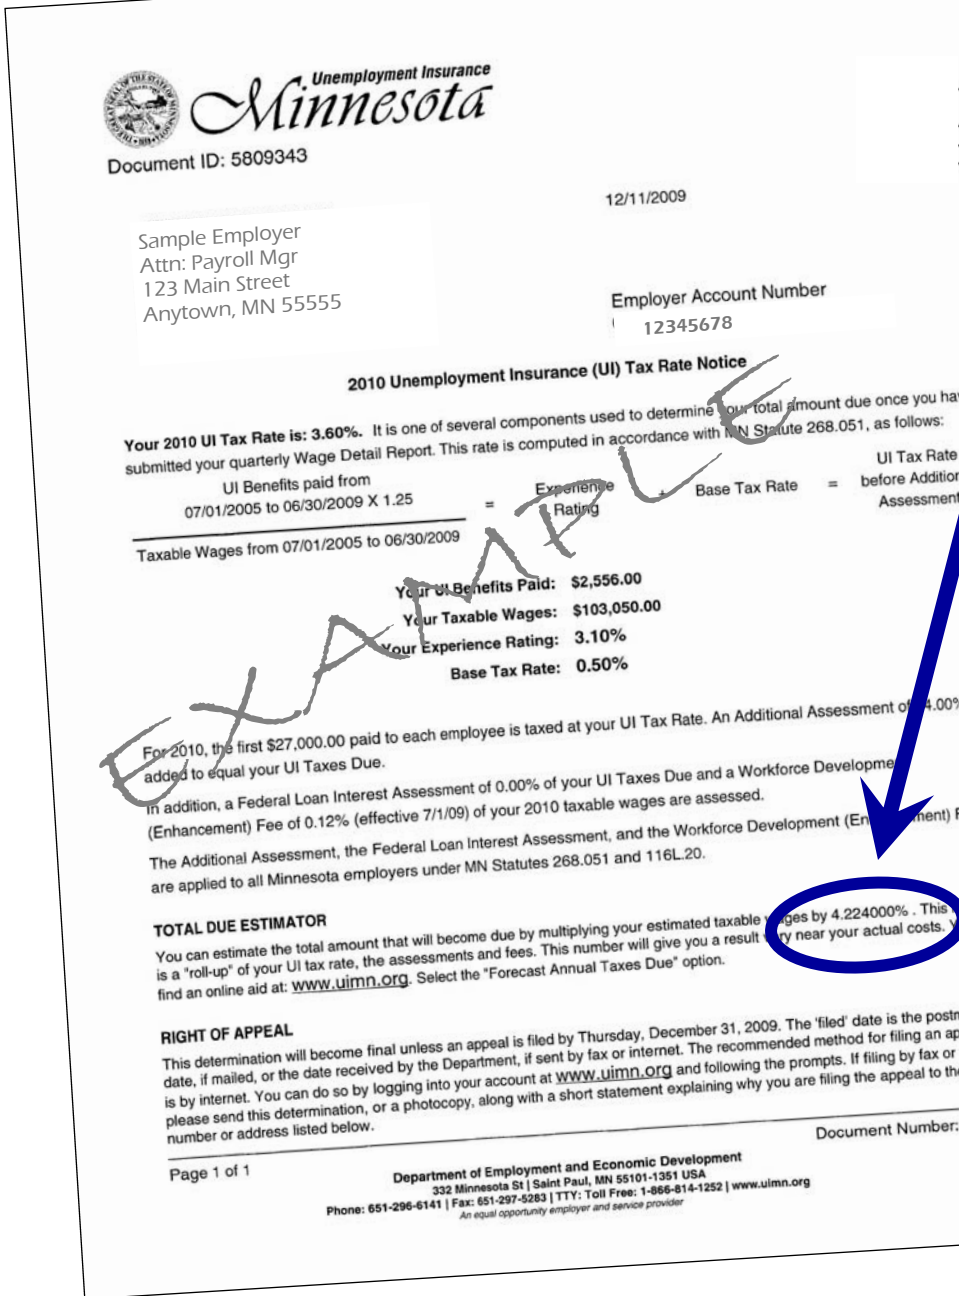 Unemployment Insurance
Minnesota
Document ID: 5809343
12/11/2009
Sample Employer
Attn: Payroll Mgr
123 Main Street
Anytown, MN 55555
Employer Account Number
12345678
2010 Unemployment Insurance (UI) Tax Rate Notice
Your 2010 UI Tax Rate is: 3.60%. It is one of several components used to determine your total amount due once you
submitted your quarterly Wage Detail Report. This rate is computed in accordance with MN Statute 268.051, as follows:
UI Benefits paid from
07/01/2005 to 06/30/2009 X 1.25
Taxable Wages from 07/01/2005 to 06/30/2009
=
Experience
Rating
+
Base Tax Rate
=
UI Tax Rate
before
Assessment
Your UI Benefits Paid: $2,556.00
Your Taxable Wages: $103,050.00
Your Experience Rating: 3.10%
Base Tax Rate: 0.50%
EXAMPLE
For 2010, the first $27,000.00 paid to each employee is taxed at your UI Tax Rate. An Additional Assessment of
added to equal your UI Taxes Due.
In addition, a Federal Loan Interest Assessment of 0.00% of your UI Taxes Due and a Workforce
(Enhancement) Fee of 0.12% (effective 7/1/09) of your 2010 taxable wages are assessed.
The Additional Assessment, the Federal Loan Interest Assessment, and the Workforce Development
are applied to all Minnesota employers under MN Statutes 268.051 and 116L.20.
TOTAL DUE ESTIMATOR
You can estimate the total amount that will become due by multiplying your estimated taxable wages by 4.224000% . This
is a "roll-up" of your UI tax rate, the assessments and fees. This number will give you a result very near your actual costs.
find an online aid at: www.uimn.org. Select the "Forecast Annual Taxes Due" option.
RIGHT OF APPEAL
This determination will become final unless an appeal is filed by Thursday, December 31, 2009. The 'filed' date is the
date, if mailed, or the date received by the Department, if sent by fax or internet. The recommended method for filing an
is by internet. You can do so by logging into your account at www.uimn.org and following the prompts. If filing by fax or
please send this determination, or a photocopy, along with a short statement explaining why you are filing the appeal to the
number or address listed below.
Page 1 of 1
Document Number:
Department of Employment and Economic Development
332 Minnesota St | Saint Paul, MN 55101-1351 USA
Phone: 651-296-6141 | Fax: 651-297-5283 | TTY: Toll Free: 1-866-814-1252 | www.uimn.org
An equal opportunity employer and service provider